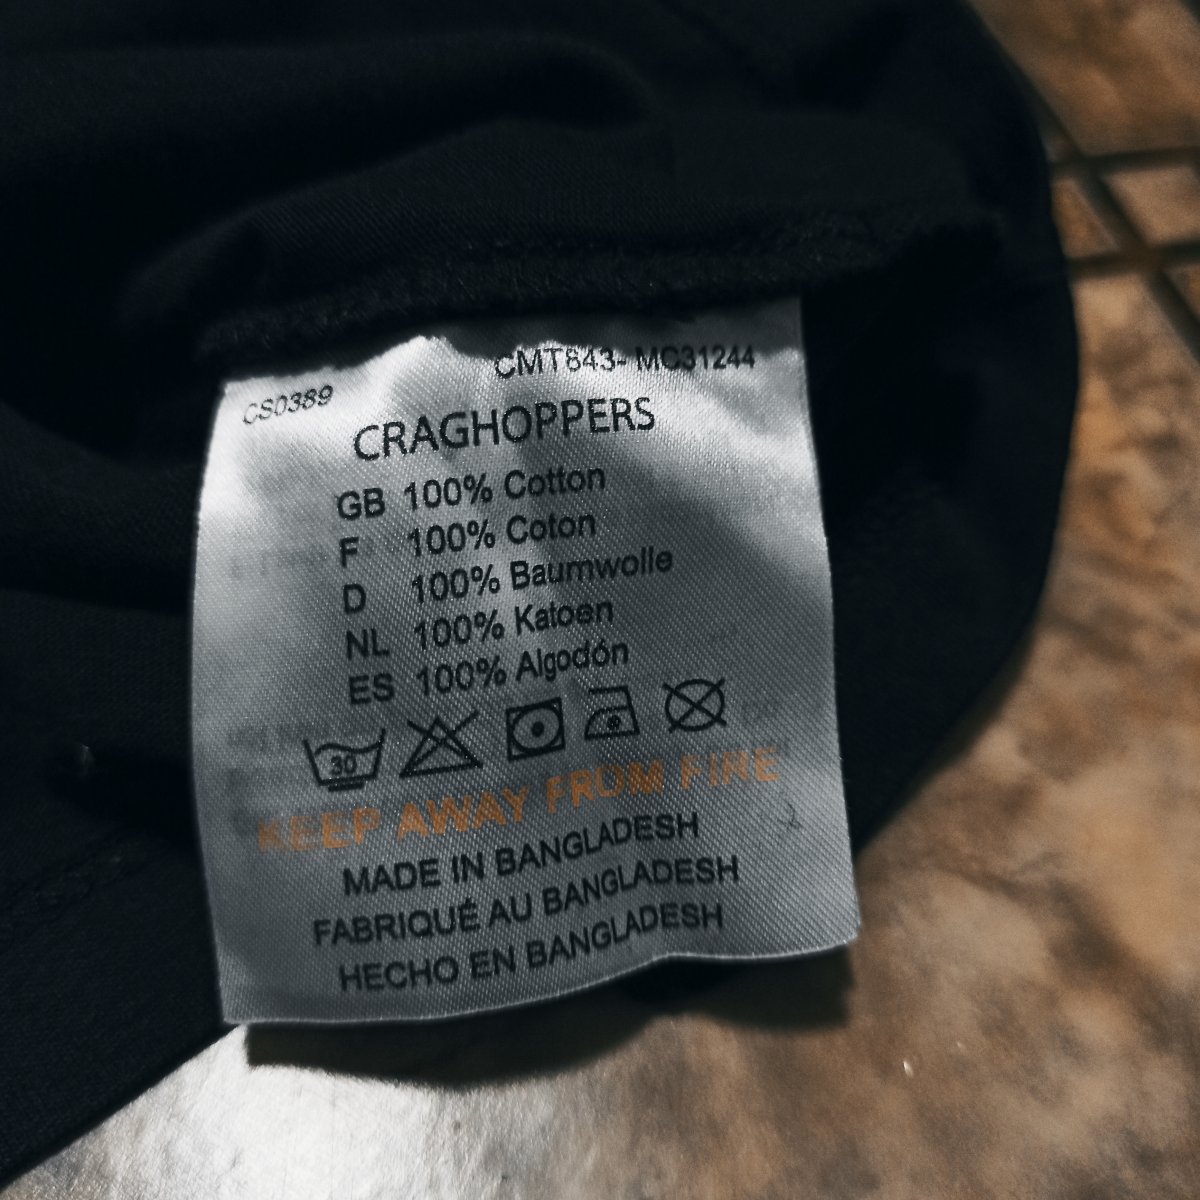 CMT843- MC31244
CS0389
CRAGHOPPERS
GB 100% Cotton
F 100% Coton
D 100% Baumwolle
NL 100% Katoen
ES 100% Algodón
30
KEEP AWAY FROM FIRE
MADE IN BANGLADESH
FABRIQUÉ AU BANGLADESH
HECHO EN BANGLADESH